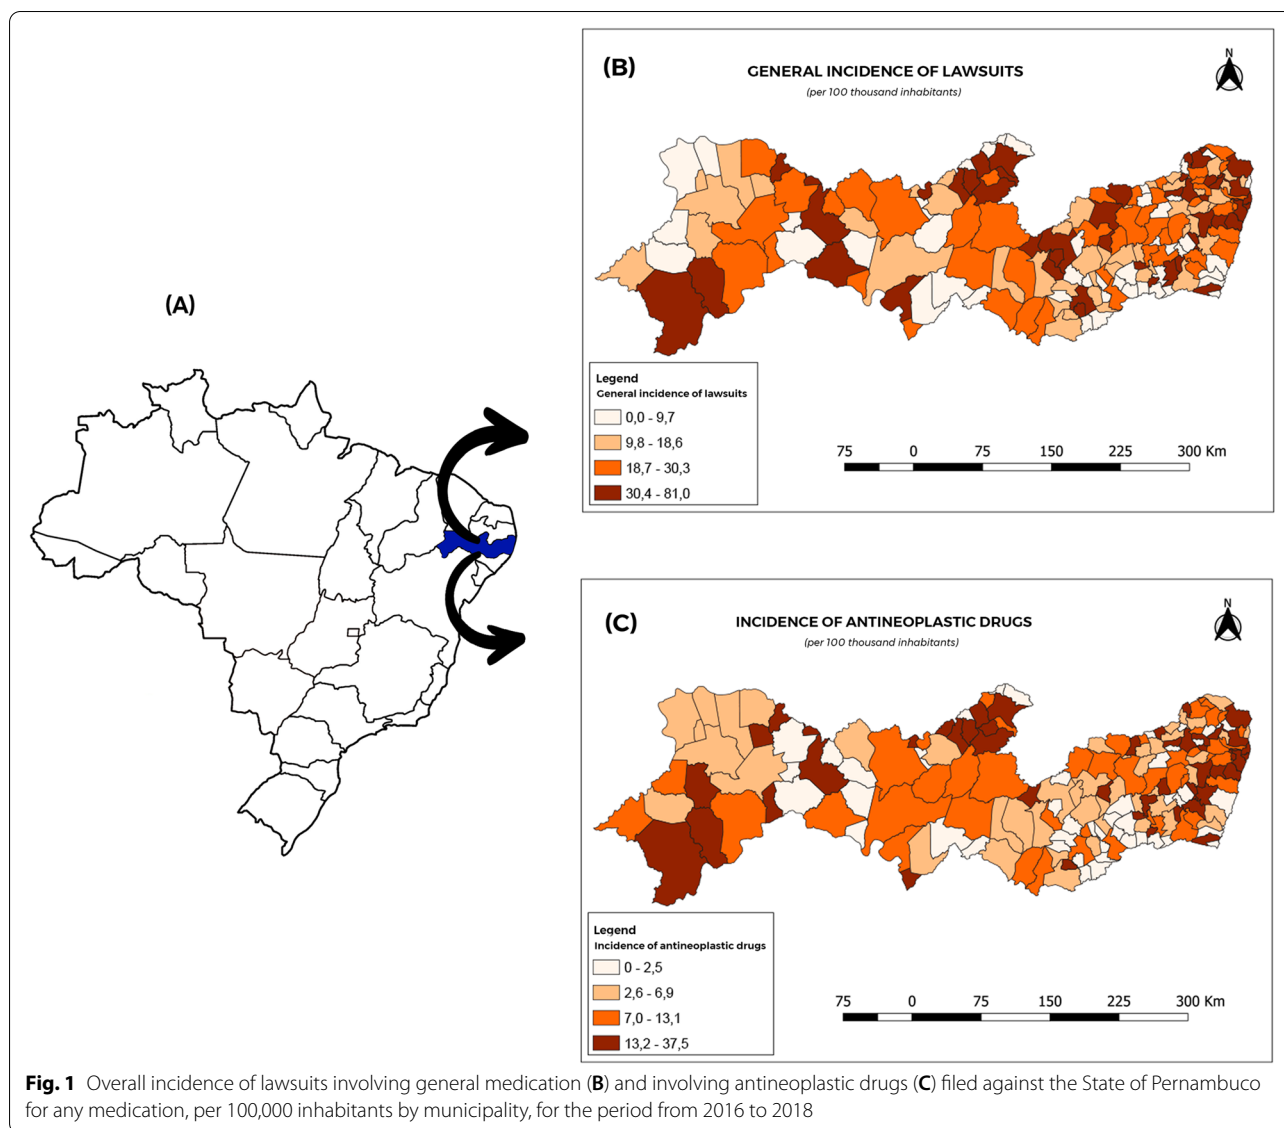 (A)
(B)
GENERAL INCIDENCE OF LAWSUITS
(per 100 thousand inhabitants)
N
Legend
General incidence of lawsuits
0,0 - 9,7
9,8 - 18,6
18,7 - 30,3
30,4 - 81,0
75 0 75 150 225 300 Km
(C)
INCIDENCE OF ANTINEOPLASTIC DRUGS
(per 100 thousand inhabitants)
N
Legend
Incidence of antineoplastic drugs
0 - 2,5
2,6 - 6,9
7,0 - 13,1
13,2 - 37,5
75 0 75 150 225 300 Km
Fig. 1 Overall incidence of lawsuits involving general medication (B) and involving antineoplastic drugs (C) filed against the State of Pernambuco
for any medication, per 100,000 inhabitants by municipality, for the period from 2016 to 2018